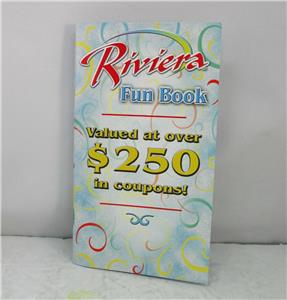 Riviera
Fun Book
Valued at over
$250
in coupons!